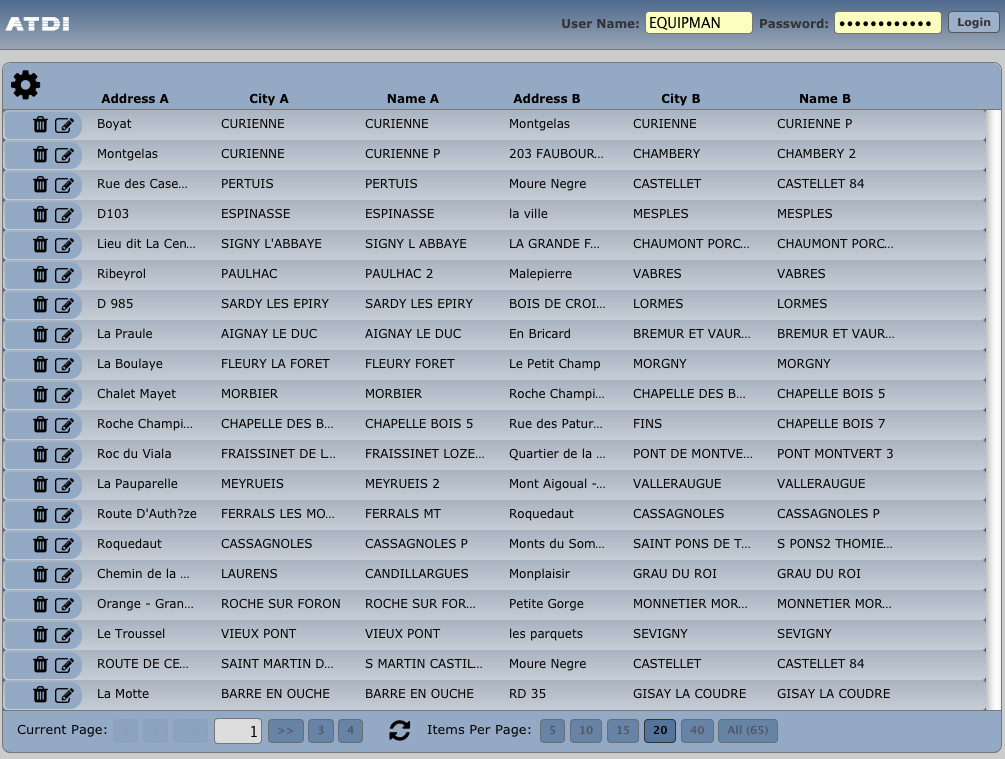 ATDI User Name: EQUIPMAN Password: •••••••••••• Login
Address A City A Name A Address B City B Name B
Boyat CURIENNE CURIENNE Montgelas CURIENNE CURIENNE P
Montgelas CURIENNE CURIENNE P 203 FAUBOUR... CHAMBERY CHAMBERY 2
Rue des Case... PERTUIS PERTUIS Moure Negre CASTELLET CASTELLET 84
D103 ESPINASSE ESPINASSE la ville MESPLES MESPLES
Lieu dit La Cen... SIGNY L'ABBAYE SIGNY L ABBAYE LA GRANDE F... CHAUMONT PORC... CHAUMONT PORC...
Ribeyrol PAULHAC PAULHAC 2 Malepierre VABRES VABRES
D 985 SARDY LES EPIRY SARDY LES EPIRY BOIS DE CROI... LORMES LORMES
La Praule AIGNAY LE DUC AIGNAY LE DUC En Bricard BREMUR ET VAUR... BREMUR ET VAUR...
La Boulaye FLEURY LA FORET FLEURY FORET Le Petit Champ MORGNY MORGNY
Chalet Mayet MORBIER MORBIER Roche Champi... CHAPELLE DES B... CHAPELLE BOIS 5
Roche Champi... CHAPELLE DES B... CHAPELLE BOIS 5 Rue des Patur... FINS CHAPELLE BOIS 7
Roc du Viala FRAISSINET DE L... FRAISSINET LOZE... Quartier de la ... PONT DE MONTVE... PONT MONTVERT 3
La Pauparelle MEYRUEIS MEYRUEIS 2 Mont Aigoual -... VALLERAUGUE VALLERAUGUE
Route D'Auth?ze FERRALS LES MO... FERRALS MT Roquedaut CASSAGNOLES CASSAGNOLES P
Roquedaut CASSAGNOLES CASSAGNOLES P Monts du Som... SAINT PONS DE T... S PONS2 THOMIE...
Chemin de la ... LAURENS CANDILLARGUES Monplaisir GRAU DU ROI GRAU DU ROI
Orange - Gran... ROCHE SUR FORON ROCHE SUR FOR... Petite Gorge MONNETIER MOR... MONNETIER MOR...
Le Troussel VIEUX PONT VIEUX PONT les parquets SEVIGNY SEVIGNY
ROUTE DE CE... SAINT MARTIN D... S MARTIN CASTIL... Moure Negre CASTELLET CASTELLET 84
La Motte BARRE EN OUCHE BARRE EN OUCHE RD 35 GISAY LA COUDRE GISAY LA COUDRE
Current Page: 1 >> 3 4 Items Per Page: 5 10 15 20 40 All (65)